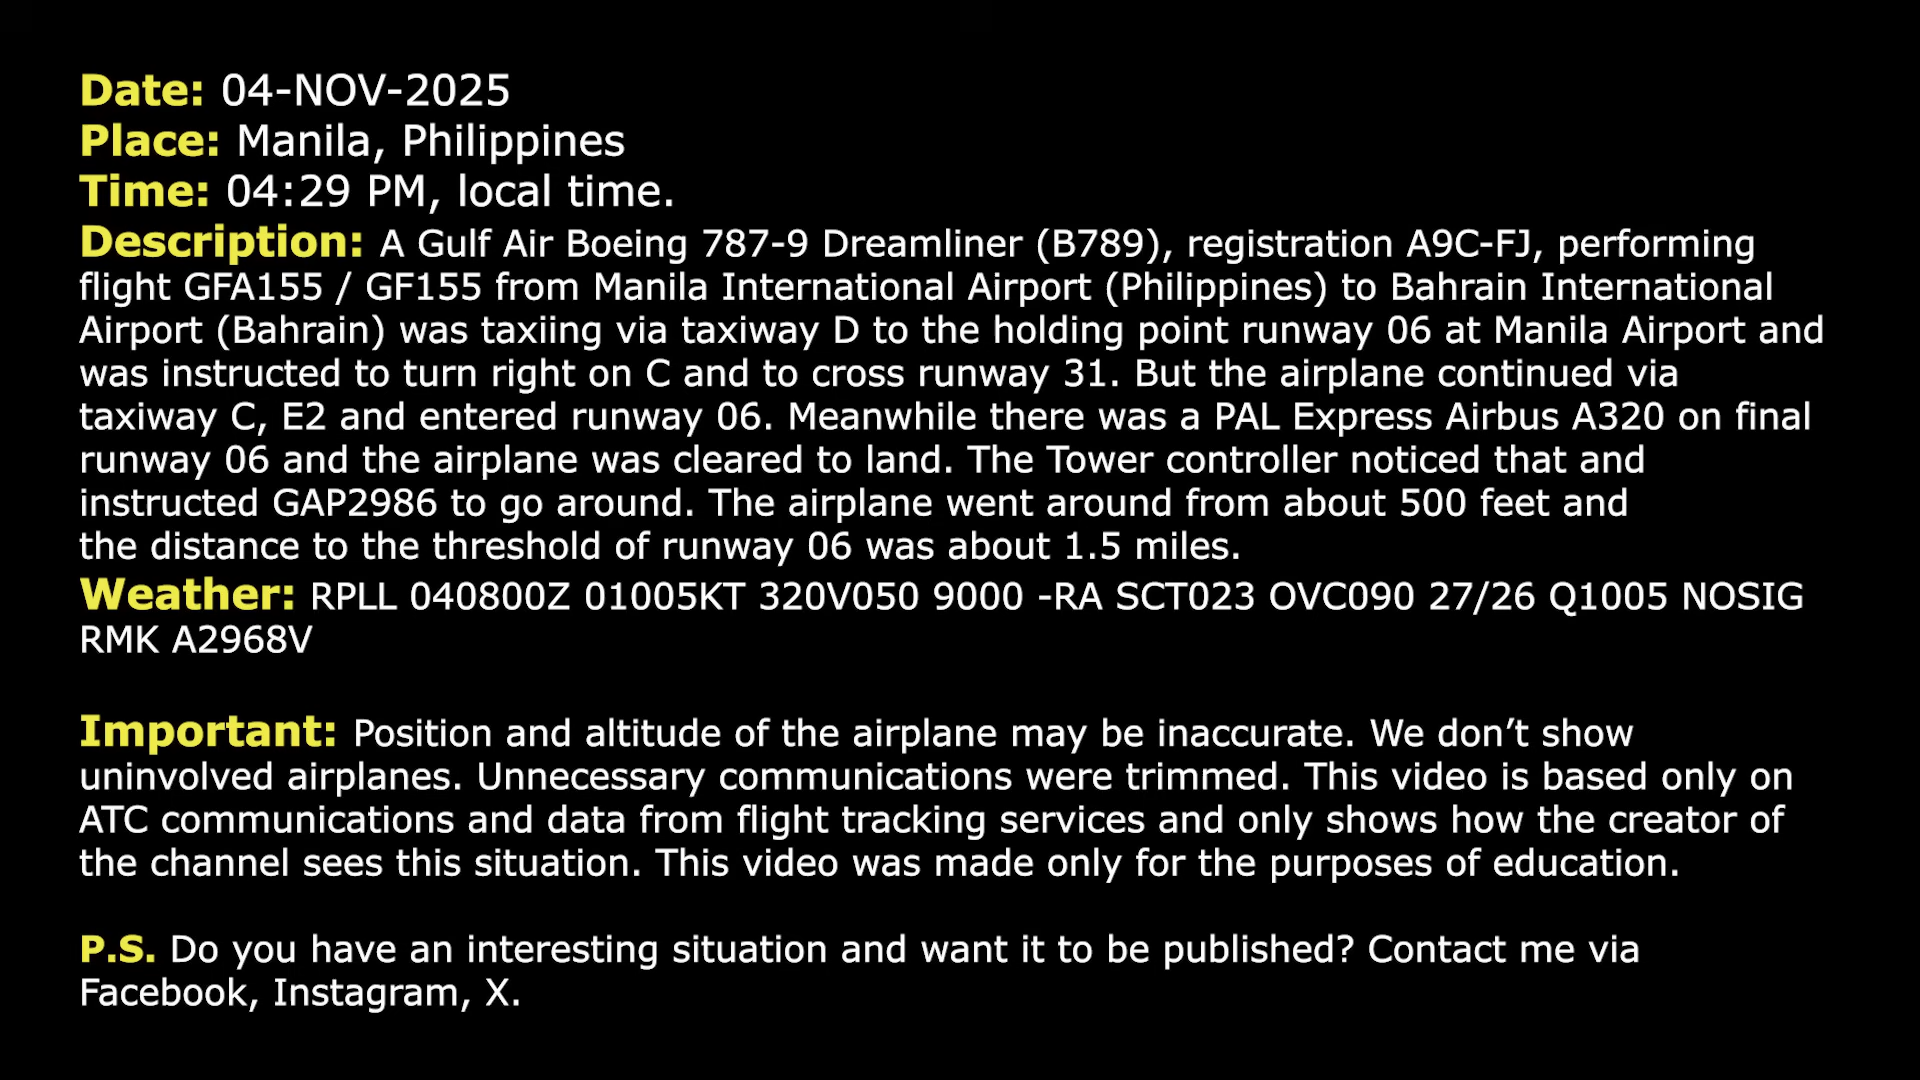 Date: 04-NOV-2025
Place: Manila, Philippines
Time: 04:29 PM, local time.
Description: A Gulf Air Boeing 787-9 Dreamliner (B789), registration A9C-FJ, performing
flight GFA155 / GF155 from Manila International Airport (Philippines) to Bahrain International
Airport (Bahrain) was taxiing via taxiway D to the holding point runway 06 at Manila Airport and
was instructed to turn right on C and to cross runway 31. But the airplane continued via
taxiway C, E2 and entered runway 06. Meanwhile there was a PAL Express Airbus A320 on final
runway 06 and the airplane was cleared to land. The Tower controller noticed that and
instructed GAP2986 to go around. The airplane went around from about 500 feet and
the distance to the threshold of runway 06 was about 1.5 miles.
Weather: RPLL 040800Z 01005KT 320V050 9000 -RA SCT023 OVC090 27/26 Q1005 NOSIG
RMK A2968V
Important: Position and altitude of the airplane may be inaccurate. We don’t show
uninvolved airplanes. Unnecessary communications were trimmed. This video is based only on
ATC communications and data from flight tracking services and only shows how the creator of
the channel sees this situation. This video was made only for the purposes of education.
P.S. Do you have an interesting situation and want it to be published? Contact me via
Facebook, Instagram, X.